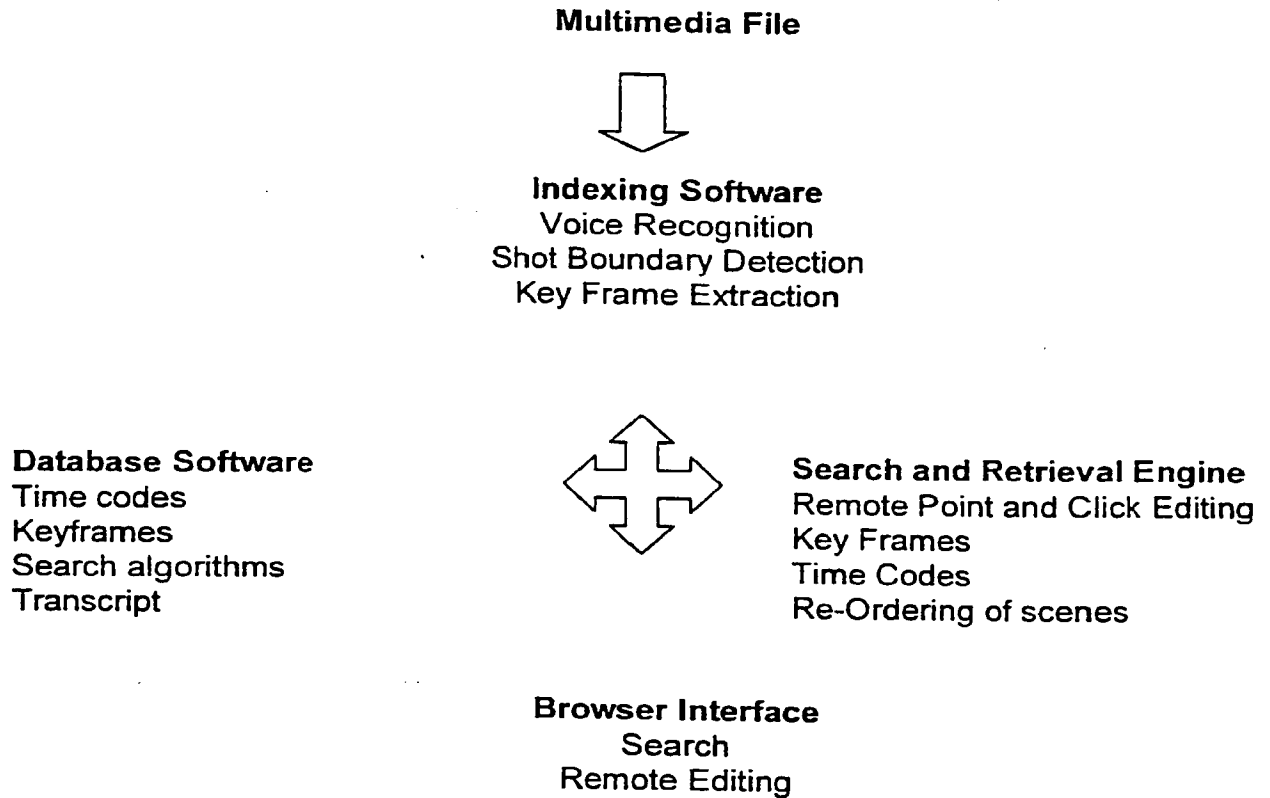 Multimedia File
Indexing Software
Voice Recognition
Shot Boundary Detection
Key Frame Extraction
Database Software
Time codes
Keyframes
Search algorithms
Transcript
Search and Retrieval Engine
Remote Point and Click Editing
Key Frames
Time Codes
Re-Ordering of scenes
Browser Interface
Search
Remote Editing